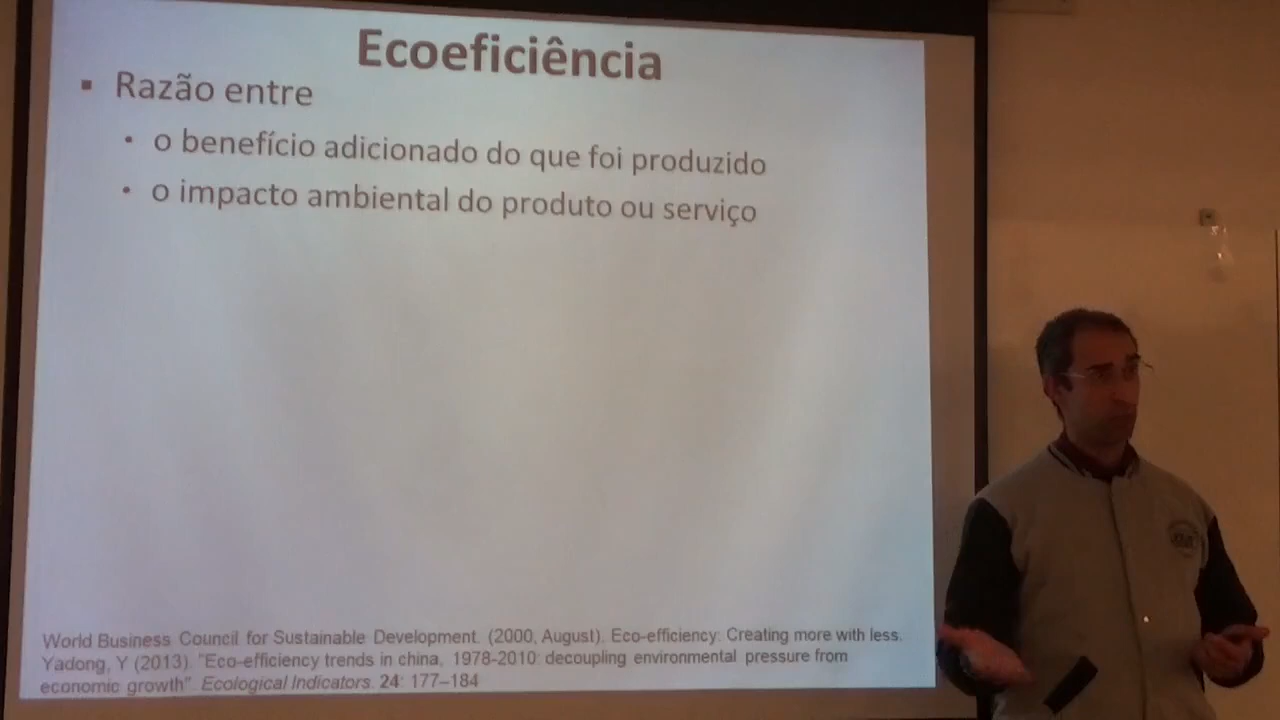 Ecoeficiência
▪ Razão entre
• o benefício adicionado do que foi produzido
• o impacto ambiental do produto ou serviço
World Business Council for Sustainable Development. (2000, August). Eco-efficiency: Creating more with less.
Yadong, Y (2013). "Eco-efficiency trends in china, 1978-2010: decoupling environmental pressure from
economic growth". Ecological Indicators. 24: 177–184